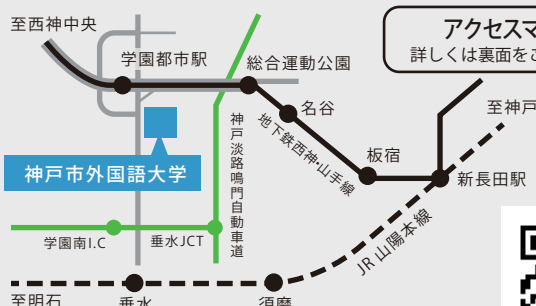 至西神中央
学園都市駅
総合運動公園
アクセスマ
詳しくは裏面をご
名谷
至神戸
地下鉄西神・山手線
板宿
新長田駅
神戸市外国語大学
神戸淡路鳴門自動車道
学園南I.C
垂水JCT
JR山陽本線
至明石
垂水
須磨